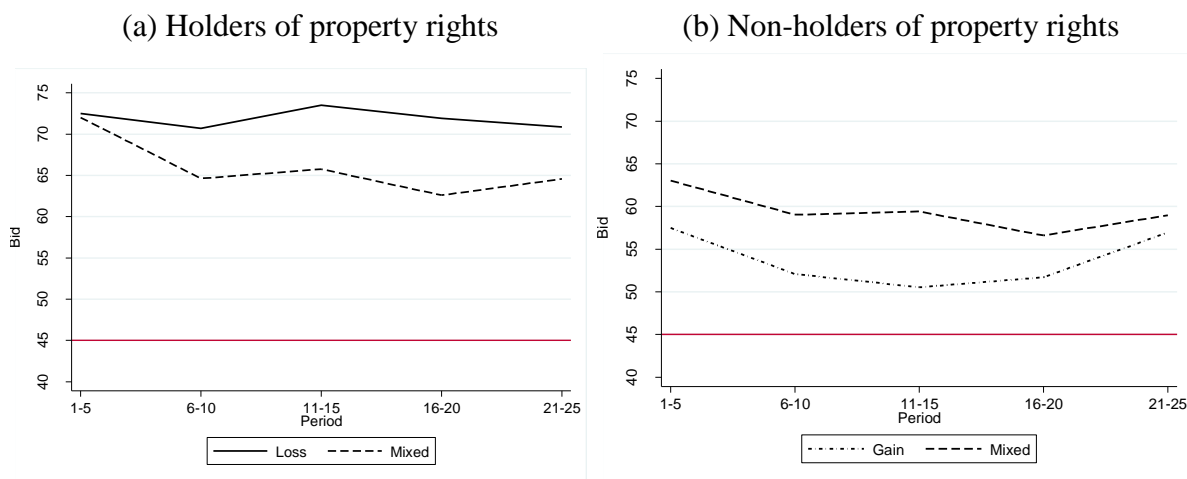 (a) Holders of property rights
75
70
65
60
55
50
45
40
Bid
1-5 6-10 11-15 16-20 21-25
Period
Loss Mixed
(b) Non-holders of property rights
75
70
65
60
55
50
45
40
Bid
1-5 6-10 11-15 16-20 21-25
Period
Gain Mixed